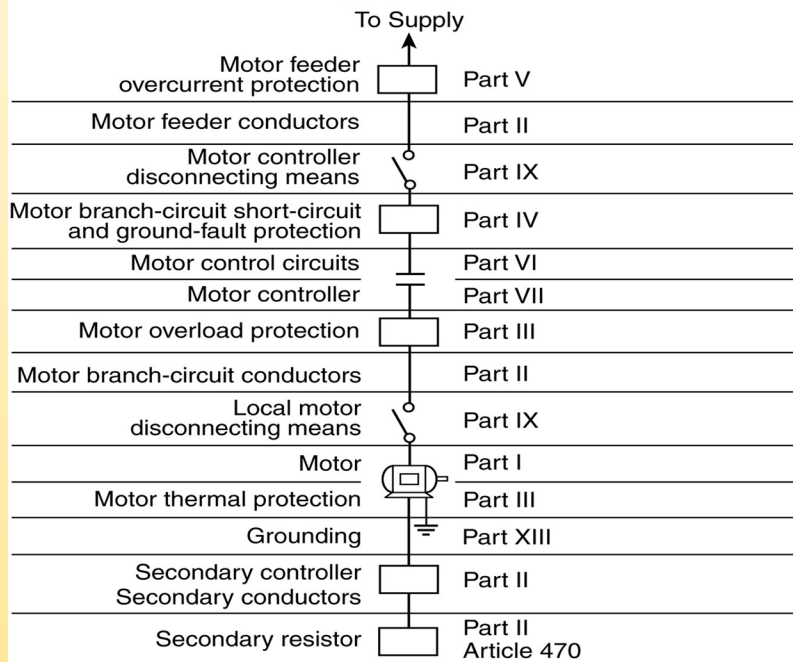 To Supply
Motor feeder
overcurrent protection
Part V
Motor feeder conductors
Part II
Motor controller
disconnecting means
Part IX
Motor branch-circuit short-circuit
and ground-fault protection
Part IV
Motor control circuits
Part VI
Motor controller
Part VII
Motor overload protection
Part III
Motor branch-circuit conductors
Part II
Local motor
disconnecting means
Part IX
Motor
Part I
Motor thermal protection
Part III
Grounding
Part XIII
Secondary controller
Secondary conductors
Part II
Secondary resistor
Part II
Article 470